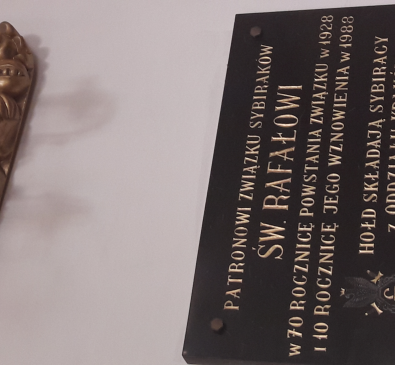 PATRONOWI ZWIĄZKU SYBIRAKÓW
ŚW. RAFAŁOWI
W 70 ROCZNICĘ POWSTANIA ZWIĄZKU W 1928
I 10 ROCZNICĘ JEGO WZNOWIENIA W 1988
HOŁD SKŁADAJĄ SYBIRACY
Z ODDZIAŁU